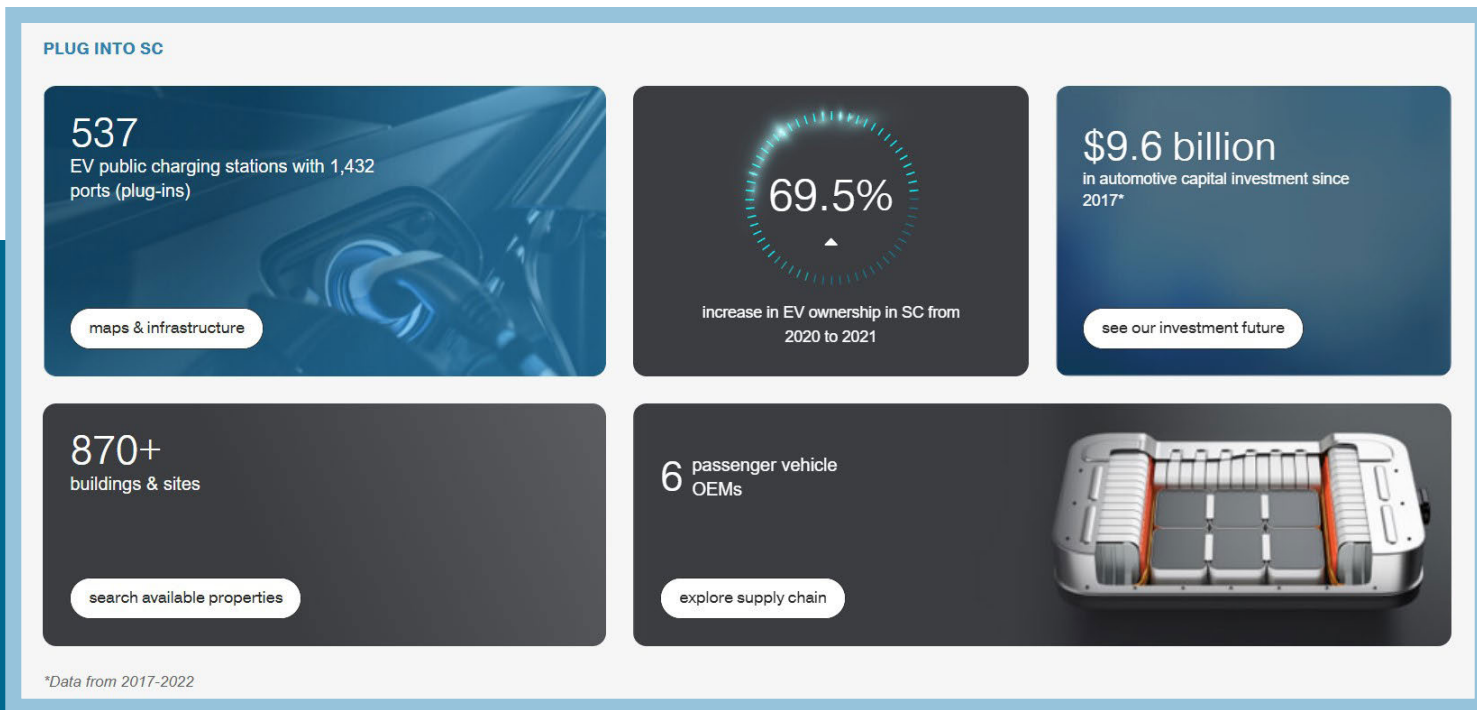 PLUG INTO SC
537
EV public charging stations with 1,432
ports (plug-ins)
maps & infrastructure
69.5%
increase in EV ownership in SC from
2020 to 2021
$9.6 billion
in automotive capital investment since
2017*
see our investment future
870+
buildings & sites
search available properties
6 passenger vehicle
OEMs
explore supply chain
*Data from 2017-2022